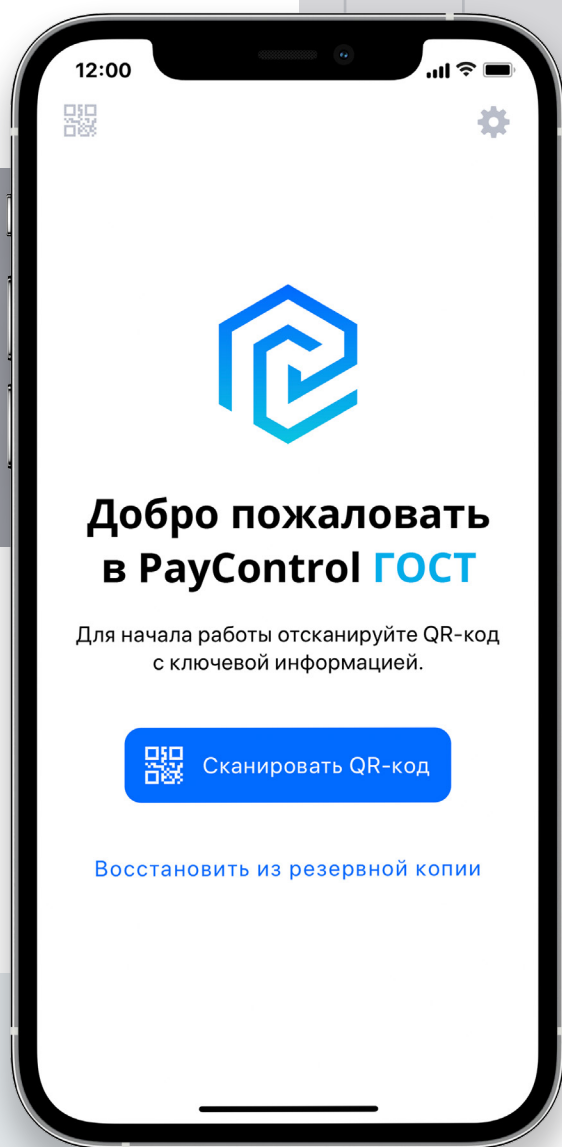 12:00
Добро пожаловать
в PayControl ГОСТ
Для начала работы отсканируйте QR-код
с ключевой информацией.
Сканировать QR-код
Восстановить из резервной копии